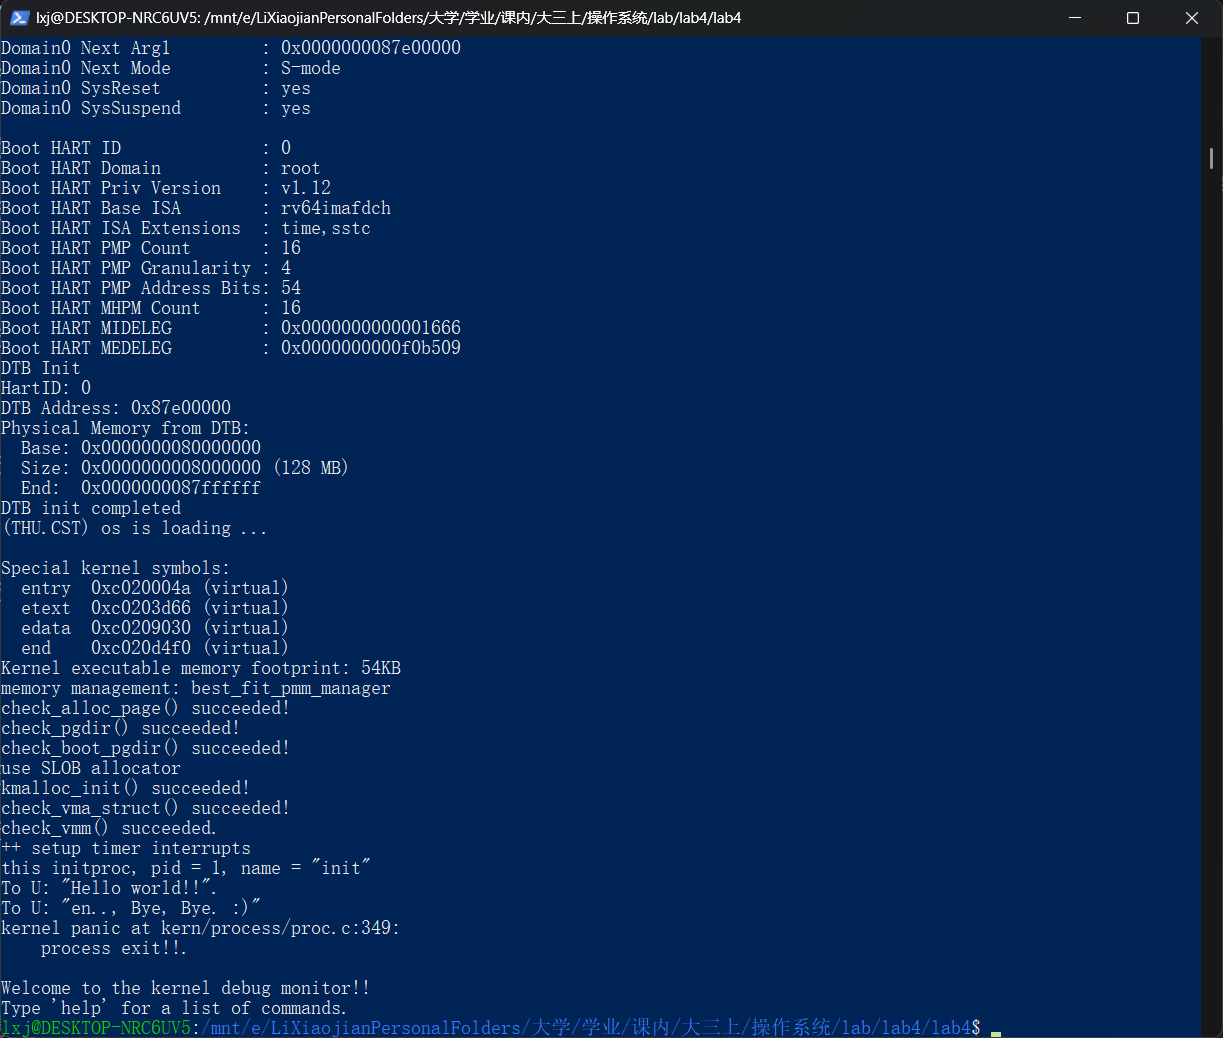 lxj@DESKTOP-NRC6UV5: /mnt/e/LiXiaojianPersonalFolders/大学/学业/课内/大三上/操作系统/lab/lab4/lab4
Domain0 Next Arg1         : 0x0000000087e00000
Domain0 Next Mode         : S-mode
Domain0 SysReset          : yes
Domain0 SysSuspend        : yes

Boot HART ID              : 0
Boot HART Domain          : root
Boot HART Priv Version    : v1.12
Boot HART Base ISA        : rv64imafdch
Boot HART ISA Extensions  : time,sstc
Boot HART PMP Count       : 16
Boot HART PMP Granularity : 4
Boot HART PMP Address Bits: 54
Boot HART MHPM Count      : 16
Boot HART MIDELEG         : 0x0000000000001666
Boot HART MEDELEG         : 0x0000000000f0b509
DTB Init
HartID: 0
DTB Address: 0x87e00000
Physical Memory from DTB:
  Base: 0x0000000080000000
  Size: 0x0000000008000000 (128 MB)
  End:  0x0000000087ffffff
DTB init completed
(THU.CST) os is loading ...

Special kernel symbols:
  entry  0xc020004a (virtual)
  etext  0xc0203d66 (virtual)
  edata  0xc0209030 (virtual)
  end    0xc020d4f0 (virtual)
Kernel executable memory footprint: 54KB
memory management: best_fit_pmm_manager
check_alloc_page() succeeded!
check_pgdir() succeeded!
check_boot_pgdir() succeeded!
use SLOB allocator
kmalloc_init() succeeded!
check_vma_struct() succeeded!
check_vmm() succeeded.
++ setup timer interrupts
this initproc, pid = 1, name = "init"
To U: "Hello world!!".
To U: "en.., Bye, Bye. :)"
kernel panic at kern/process/proc.c:349:
    process exit!!.

Welcome to the kernel debug monitor!!
Type 'help' for a list of commands.
lxj@DESKTOP-NRC6UV5:/mnt/e/LiXiaojianPersonalFolders/大学/学业/课内/大三上/操作系统/lab/lab4/lab4$